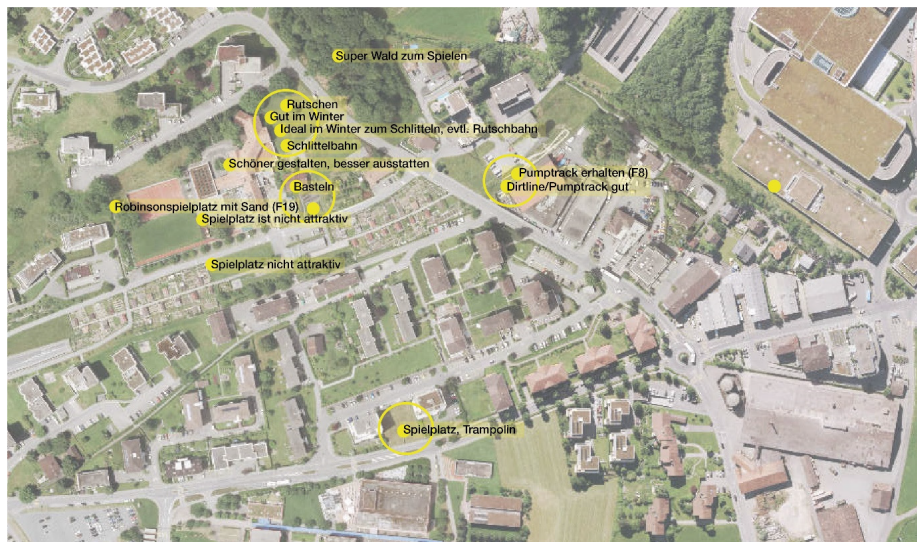 Super Wald zum Spielen
Rutschen
Gut im Winter
Ideal im Winter zum Schlitteln, evtl. Rutschbahn
Schlittelbahn
Schöner gestalten, besser ausstatten
Pumptrack erhalten (F8)
Basteln
Dirtline/Pumptrack gut
Robinsonspielplatz mit Sand (F19)
Spielplatz ist nicht attraktiv
Spielplatz nicht attraktiv
Spielplatz, Trampolin